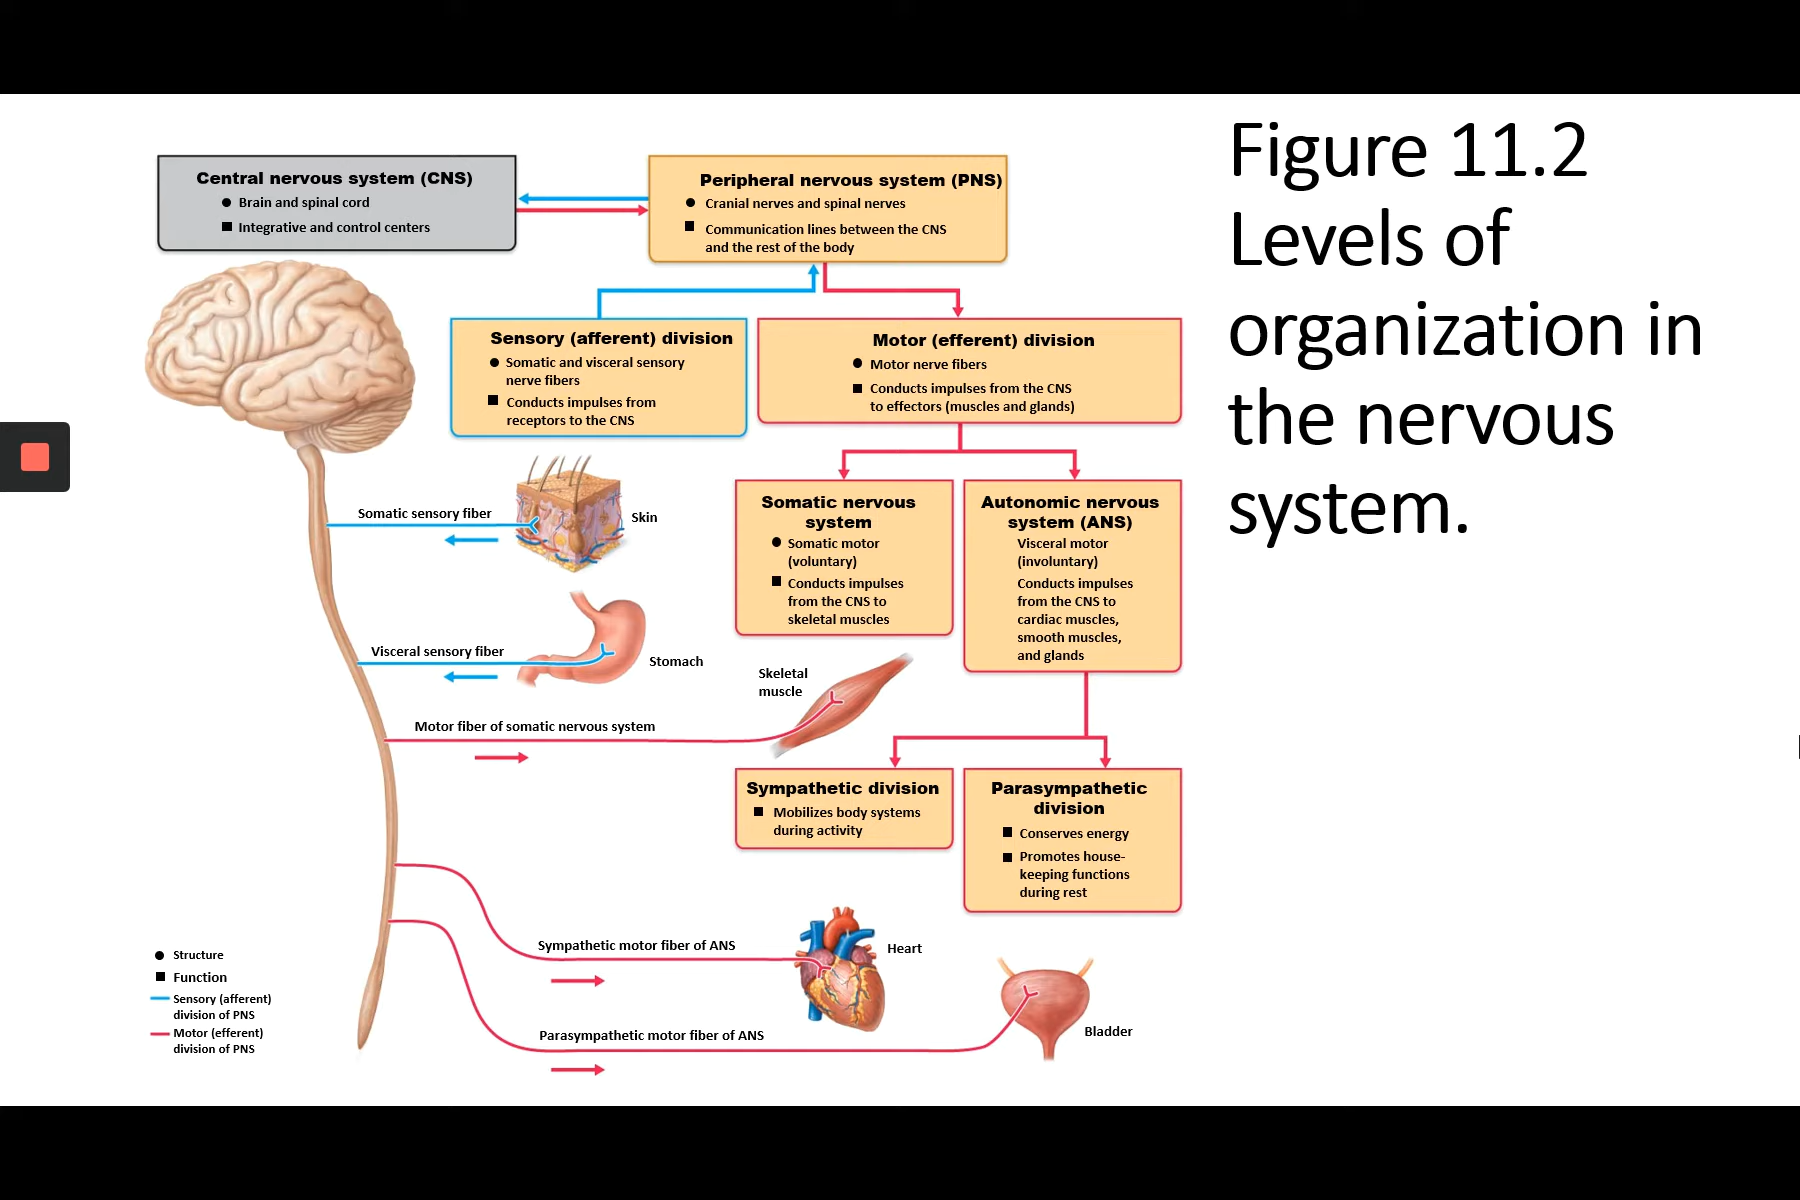 Figure 11.2
Levels of
organization in
the nervous
system.
Central nervous system (CNS)
● Brain and spinal cord
■ Integrative and control centers
Peripheral nervous system (PNS)
● Cranial nerves and spinal nerves
■ Communication lines between the CNS
and the rest of the body
Sensory (afferent) division
● Somatic and visceral sensory
nerve fibers
■ Conducts impulses from
receptors to the CNS
Motor (efferent) division
● Motor nerve fibers
■ Conducts impulses from the CNS
to effectors (muscles and glands)
Somatic nervous
system
● Somatic motor
(voluntary)
■ Conducts impulses
from the CNS to
skeletal muscles
Autonomic nervous
system (ANS)
Visceral motor
(involuntary)
Conducts impulses
from the CNS to
cardiac muscles,
smooth muscles,
and glands
Sympathetic division
■ Mobilizes body systems
during activity
Parasympathetic
division
■ Conserves energy
■ Promotes house-
keeping functions
during rest
Somatic sensory fiber
Skin
Visceral sensory fiber
Stomach
Skeletal
muscle
Motor fiber of somatic nervous system
Sympathetic motor fiber of ANS
Heart
Parasympathetic motor fiber of ANS
Bladder
● Structure
■ Function
Sensory (afferent)
division of PNS
Motor (efferent)
division of PNS